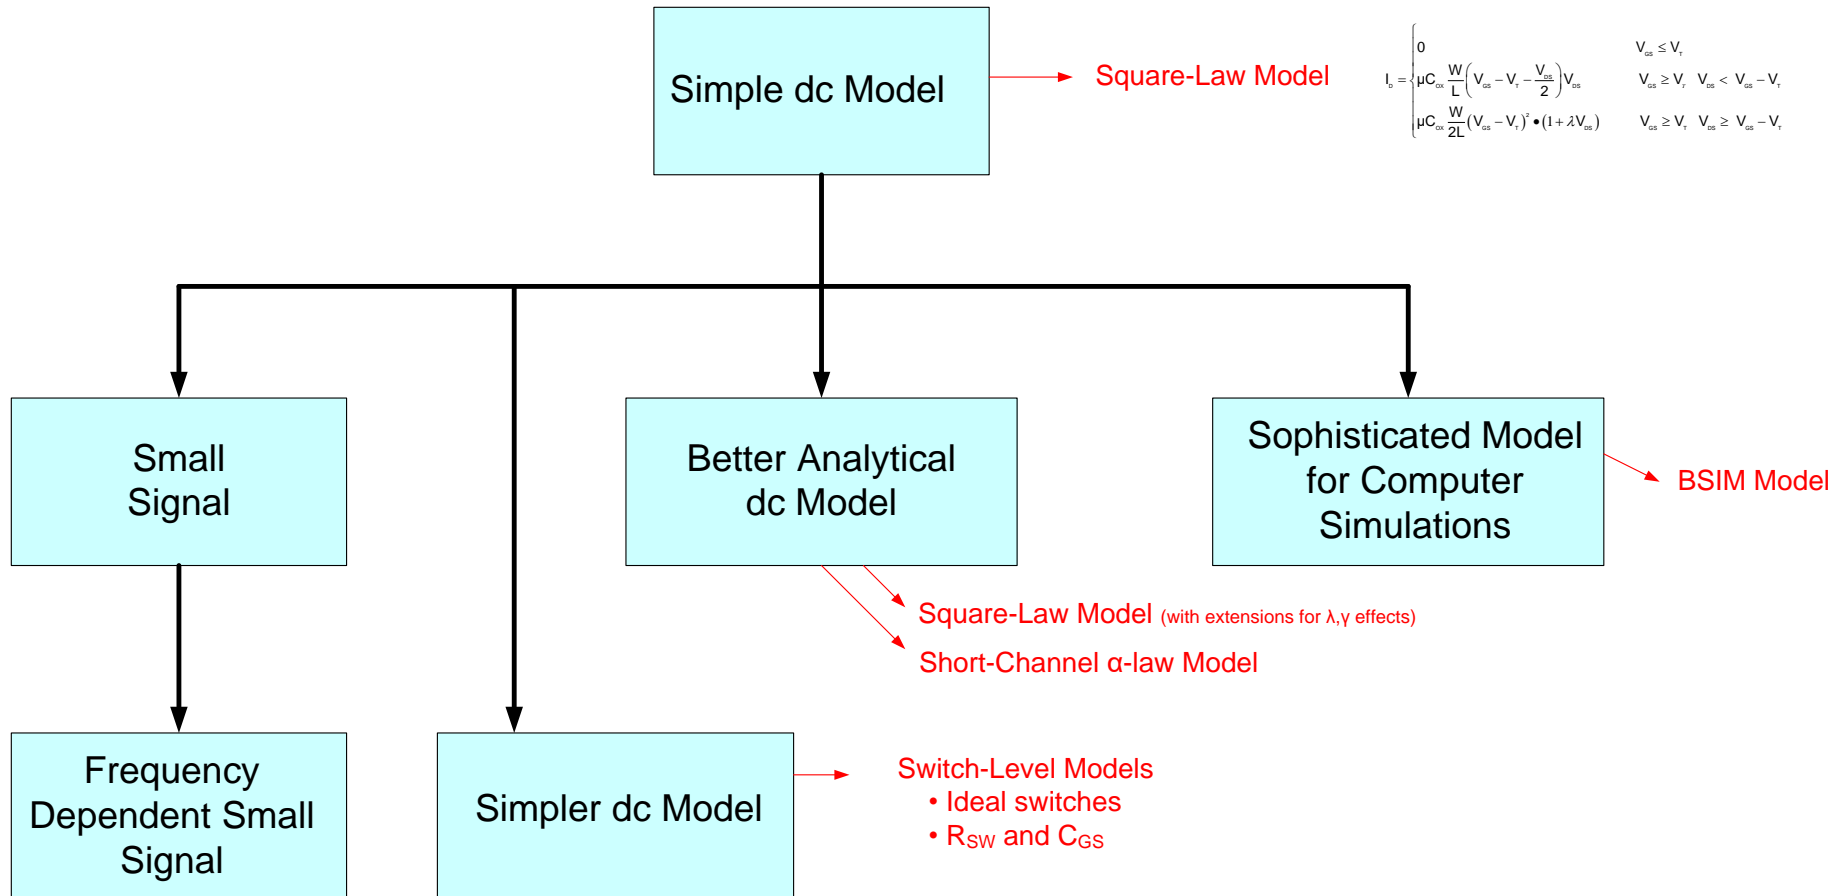 Simple dc Model
Square-Law Model
0 V_GS ≤ V_T
I_D = μC_OX W/L (V_GS − V_T − V_DS/2) V_DS V_GS ≥ V_T V_DS < V_GS − V_T
μC_OX W/2L (V_GS − V_T)² • (1 + λV_DS) V_GS ≥ V_T V_DS ≥ V_GS − V_T
Small
Signal
Better Analytical
dc Model
Sophisticated Model
for Computer
Simulations
BSIM Model
Square-Law Model (with extensions for λ,γ effects)
Short-Channel α-law Model
Frequency
Dependent Small
Signal
Simpler dc Model
Switch-Level Models
• Ideal switches
• R_SW and C_GS